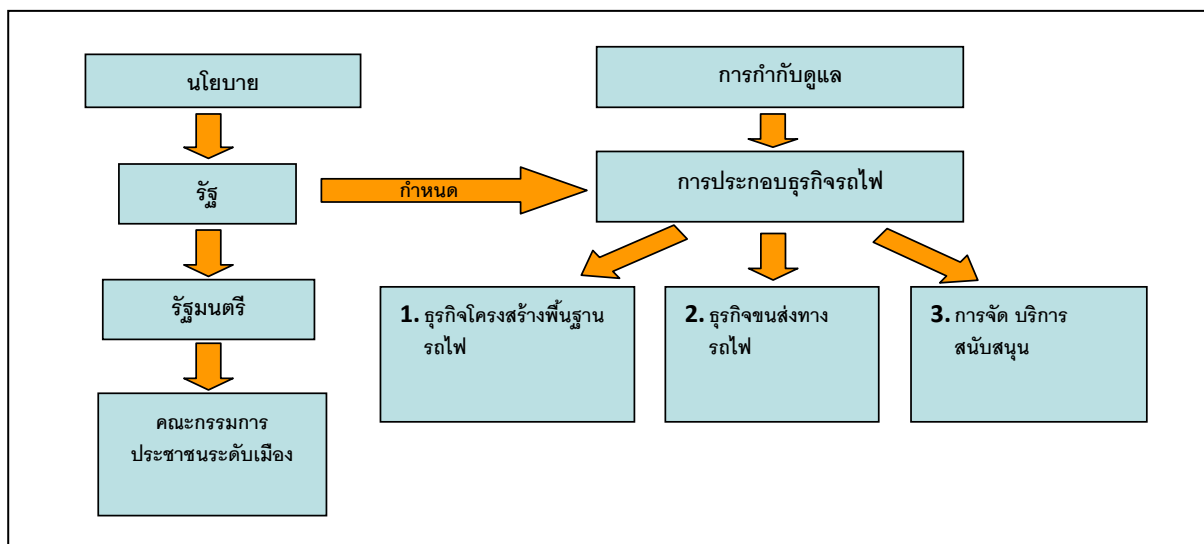 นโยบาย
การกำกับดูแล
รัฐ
กำหนด
การประกอบธุรกิจรถไฟ
รัฐมนตรี
1. ธุรกิจโครงสร้างพื้นฐาน
รถไฟ
2. ธุรกิจขนส่งทาง
รถไฟ
3. การจัด บริการ
สนับสนุน
คณะกรรมการ
ประชาชนระดับเมือง